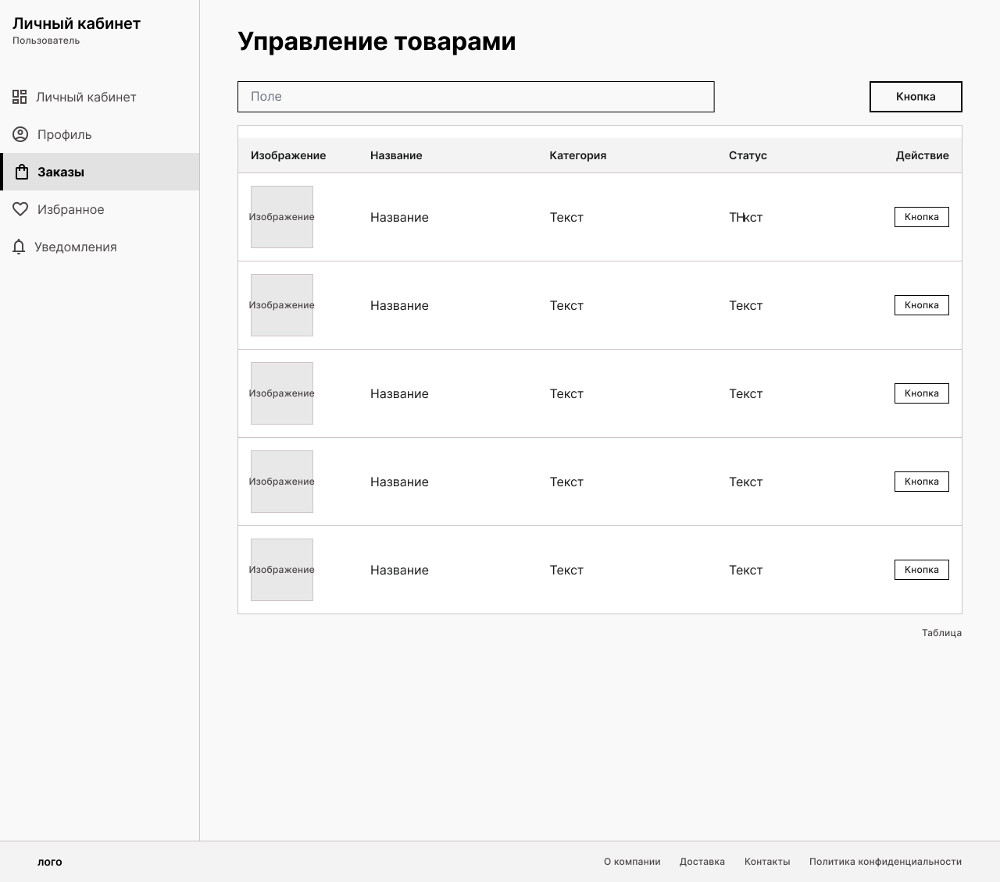 Личный кабинет
Пользователь
Личный кабинет
Профиль
Заказы
Избранное
Уведомления
Управление товарами
Поле
Кнопка
Изображение Название Категория Статус Действие
Изображение Название Текст Кнопка
Изображение Название Текст Текст Кнопка
Изображение Название Текст Текст Кнопка
Изображение Название Текст Текст Кнопка
Изображение Название Текст Текст Кнопка
Таблица
лого
О компании Доставка Контакты Политика конфиденциальности